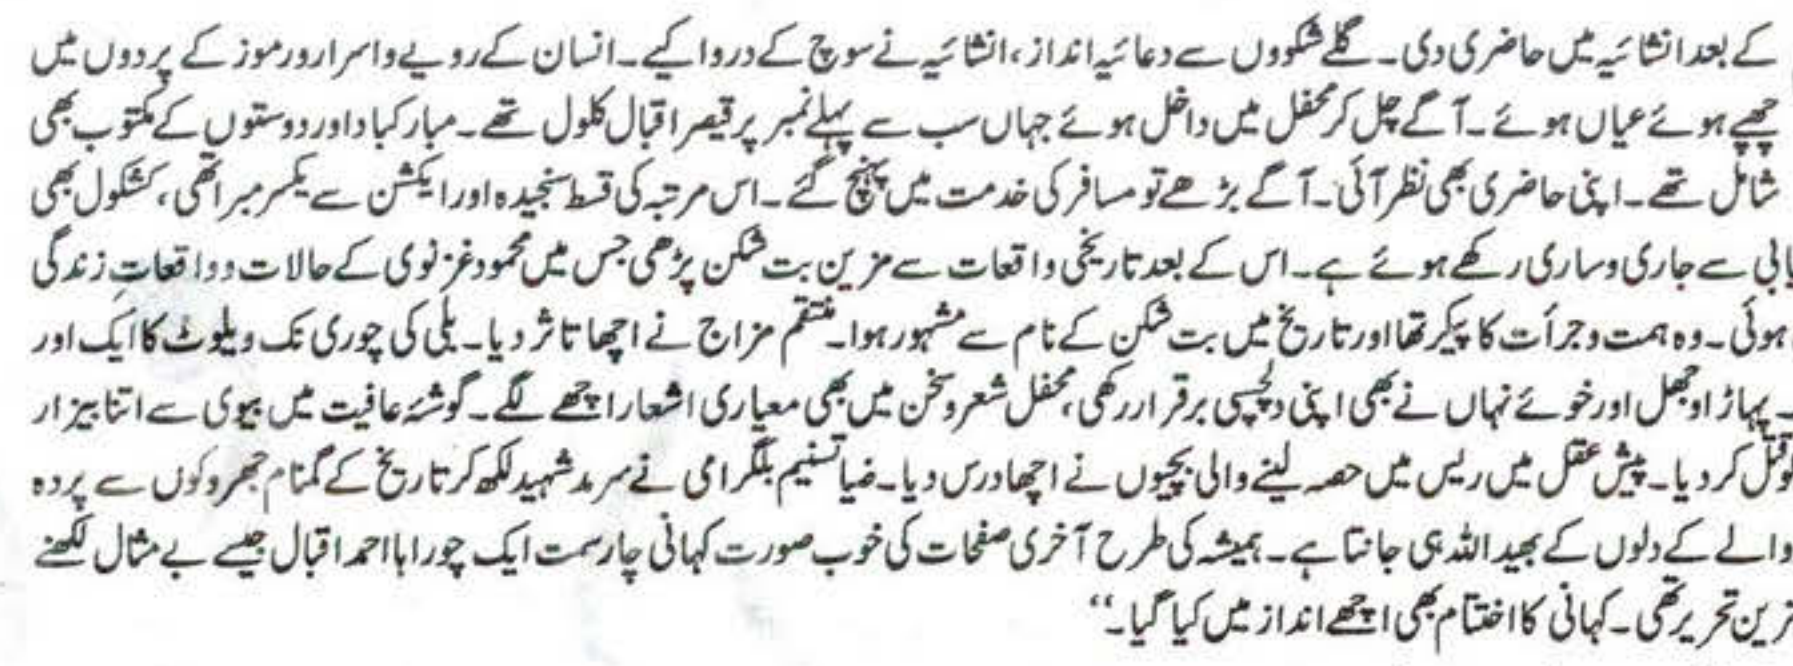 کے بعد انشائیہ میں حاضری دی۔ گلے شکووں سے دعائیہ انداز، انشائیہ نے سوچ کے در وا کیے۔ انسان کے رویے و اسرار و رموز کے پردوں میں
چھپے ہوئے عیاں ہوئے۔ آگے چل کر محفل میں داخل ہوئے جہاں سب سے پہلے نمبر پر قیصر اقبال کلول تھے۔ مبارکباد اور دوستوں کے مکتوب بھی
شامل تھے۔ اپنی حاضری بھی نظر آئی۔ آگے بڑھے تو مسافر کی خدمت میں پہنچ گئے۔ اس مرتبہ کی قسط سنجیدہ اور ایکشن سے یکسر مبرا تھی، کشکول بھی
سے جاری و ساری رکھے ہوئے ہے۔ اس کے بعد تاریخی واقعات سے مزین بت شکن پڑھی جس میں محمود غزنوی کے حالات و واقعاتِ زندگی
ہوئی۔ وہ ہمت و جرأت کا پیکر تھا اور تاریخ میں بت شکن کے نام سے مشہور ہوا۔ منتقم مزاج نے اچھا تاثر دیا۔ بلی کی چوری تک ویلوٹ کا ایک اور
۔ پہاڑ اوجھل اور خوئے نہاں نے بھی اپنی دلچسپی برقرار رکھی، محفل شعر و سخن میں بھی معیاری اشعار اچھے لگے۔ گوشۂ عافیت میں بیوی سے اتنا بیزار
قتل کر دیا۔ پیش عقل میں ریس میں حصہ لینے والی بچیوں نے اچھا درس دیا۔ ضیا تسنیم بلگرامی نے سرمد شہید لکھ کر تاریخ کے گمنام جھروکوں سے پردہ
والے کے دلوں کے بھید اللہ ہی جانتا ہے۔ ہمیشہ کی طرح آخری صفحات کی خوب صورت کہانی چار سمت ایک چوراہا احمد اقبال جیسے بے مثال لکھنے
ترین تحریر تھی۔ کہانی کا اختتام بھی اچھے انداز میں کیا گیا۔“